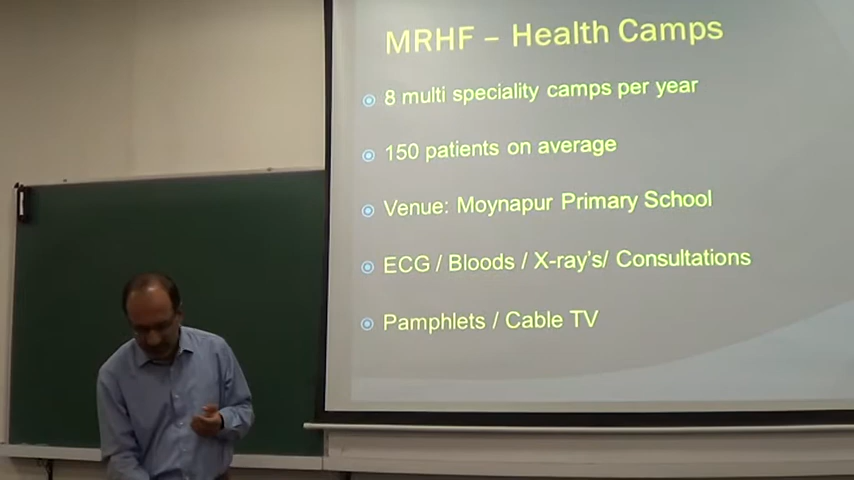 MRHF – Health Camps
8 multi speciality camps per year
150 patients on average
Venue: Moynapur Primary School
ECG / Bloods / X-ray's/ Consultations
Pamphlets / Cable TV